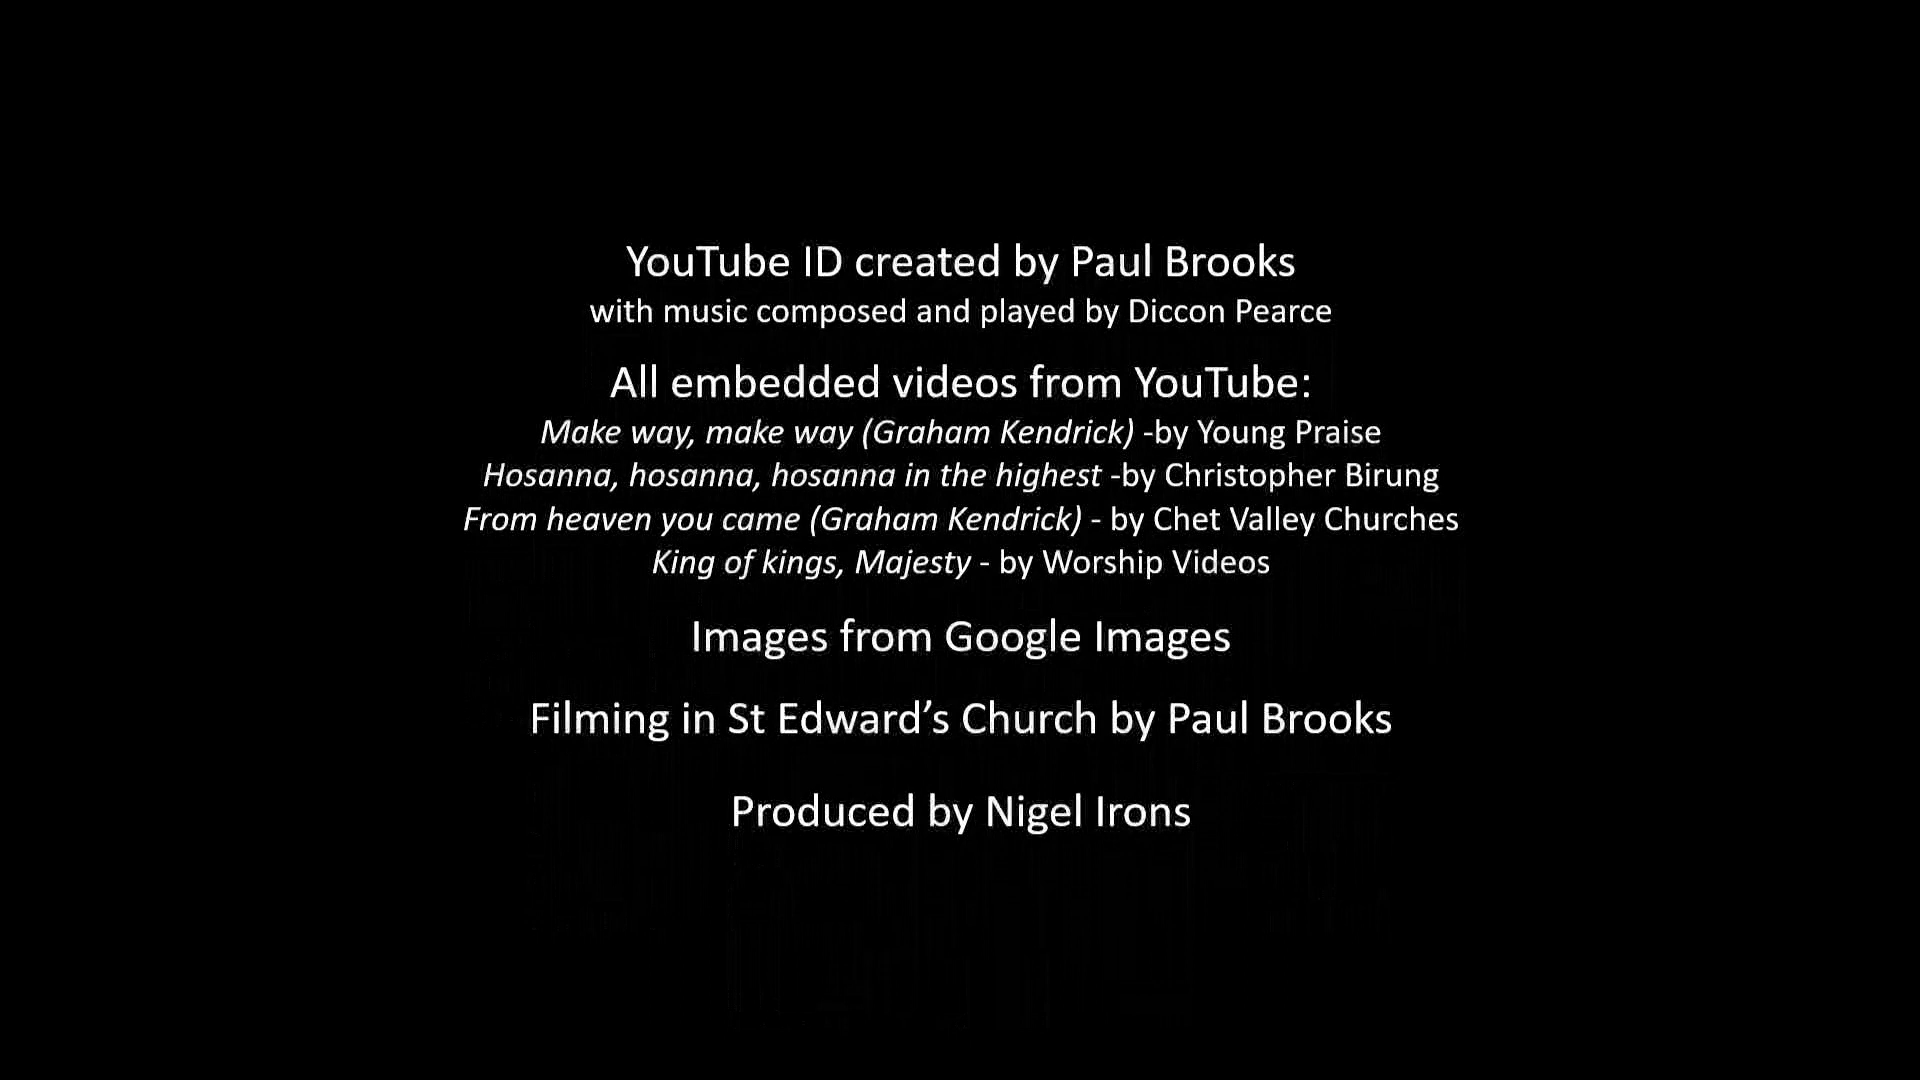 YouTube ID created by Paul Brooks
with music composed and played by Diccon Pearce
All embedded videos from YouTube:
Make way, make way (Graham Kendrick) -by Young Praise
Hosanna, hosanna, hosanna in the highest -by Christopher Birung
From heaven you came (Graham Kendrick) - by Chet Valley Churches
King of kings, Majesty - by Worship Videos
Images from Google Images
Filming in St Edward’s Church by Paul Brooks
Produced by Nigel Irons